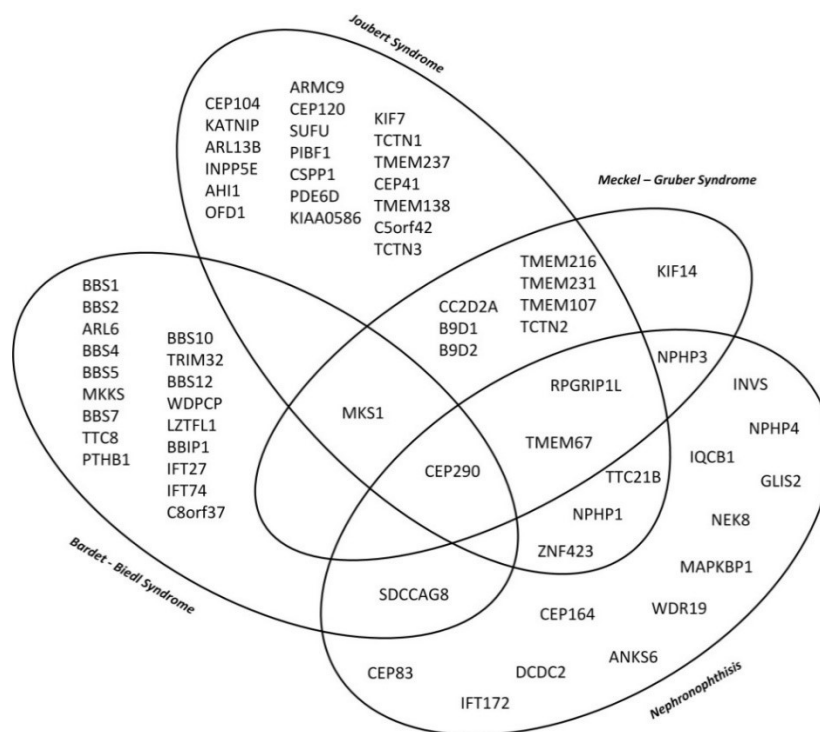 Joubert Syndrome
CEP104
KATNIP
ARL13B
INPP5E
AHI1
OFD1
ARMC9
CEP120
SUFU
PIBF1
CSPP1
PDE6D
KIAA0586
KIF7
TCTN1
TMEM237
CEP41
TMEM138
C5orf42
TCTN3
Meckel – Gruber Syndrome
TMEM216
TMEM231
TMEM107
TCTN2
KIF14
CC2D2A
B9D1
B9D2
BBS1
BBS2
ARL6
BBS4
BBS5
MKKS
BBS7
TTC8
PTHB1
BBS10
TRIM32
BBS12
WDPCP
LZTFL1
BBIP1
IFT27
IFT74
C8orf37
Bardet - Biedl Syndrome
MKS1
CEP290
NPHP3
RPGRIP1L
TMEM67
TTC21B
NPHP1
ZNF423
SDCCAG8
INVS
NPHP4
IQCB1
GLIS2
NEK8
MAPKBP1
WDR19
CEP164
ANKS6
DCDC2
CEP83
IFT172
Nephronophthisis